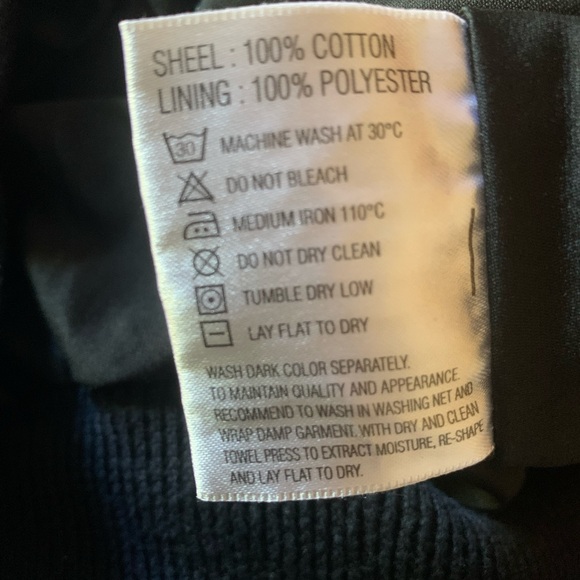 SHEEL : 100% COTTON
LINING : 100% POLYESTER
30 MACHINE WASH AT 30°C
DO NOT BLEACH
MEDIUM IRON 110°C
DO NOT DRY CLEAN
TUMBLE DRY LOW
LAY FLAT TO DRY
WASH DARK COLOR SEPARATELY.
TO MAINTAIN QUALITY AND APPEARANCE
RECOMMEND TO WASH IN WASHING NET AND
WRAP DAMP GARMENT. WITH DRY AND CLEAN
TOWEL PRESS TO EXTRACT MOISTURE, RE-SHAPE
AND LAY FLAT TO DRY.